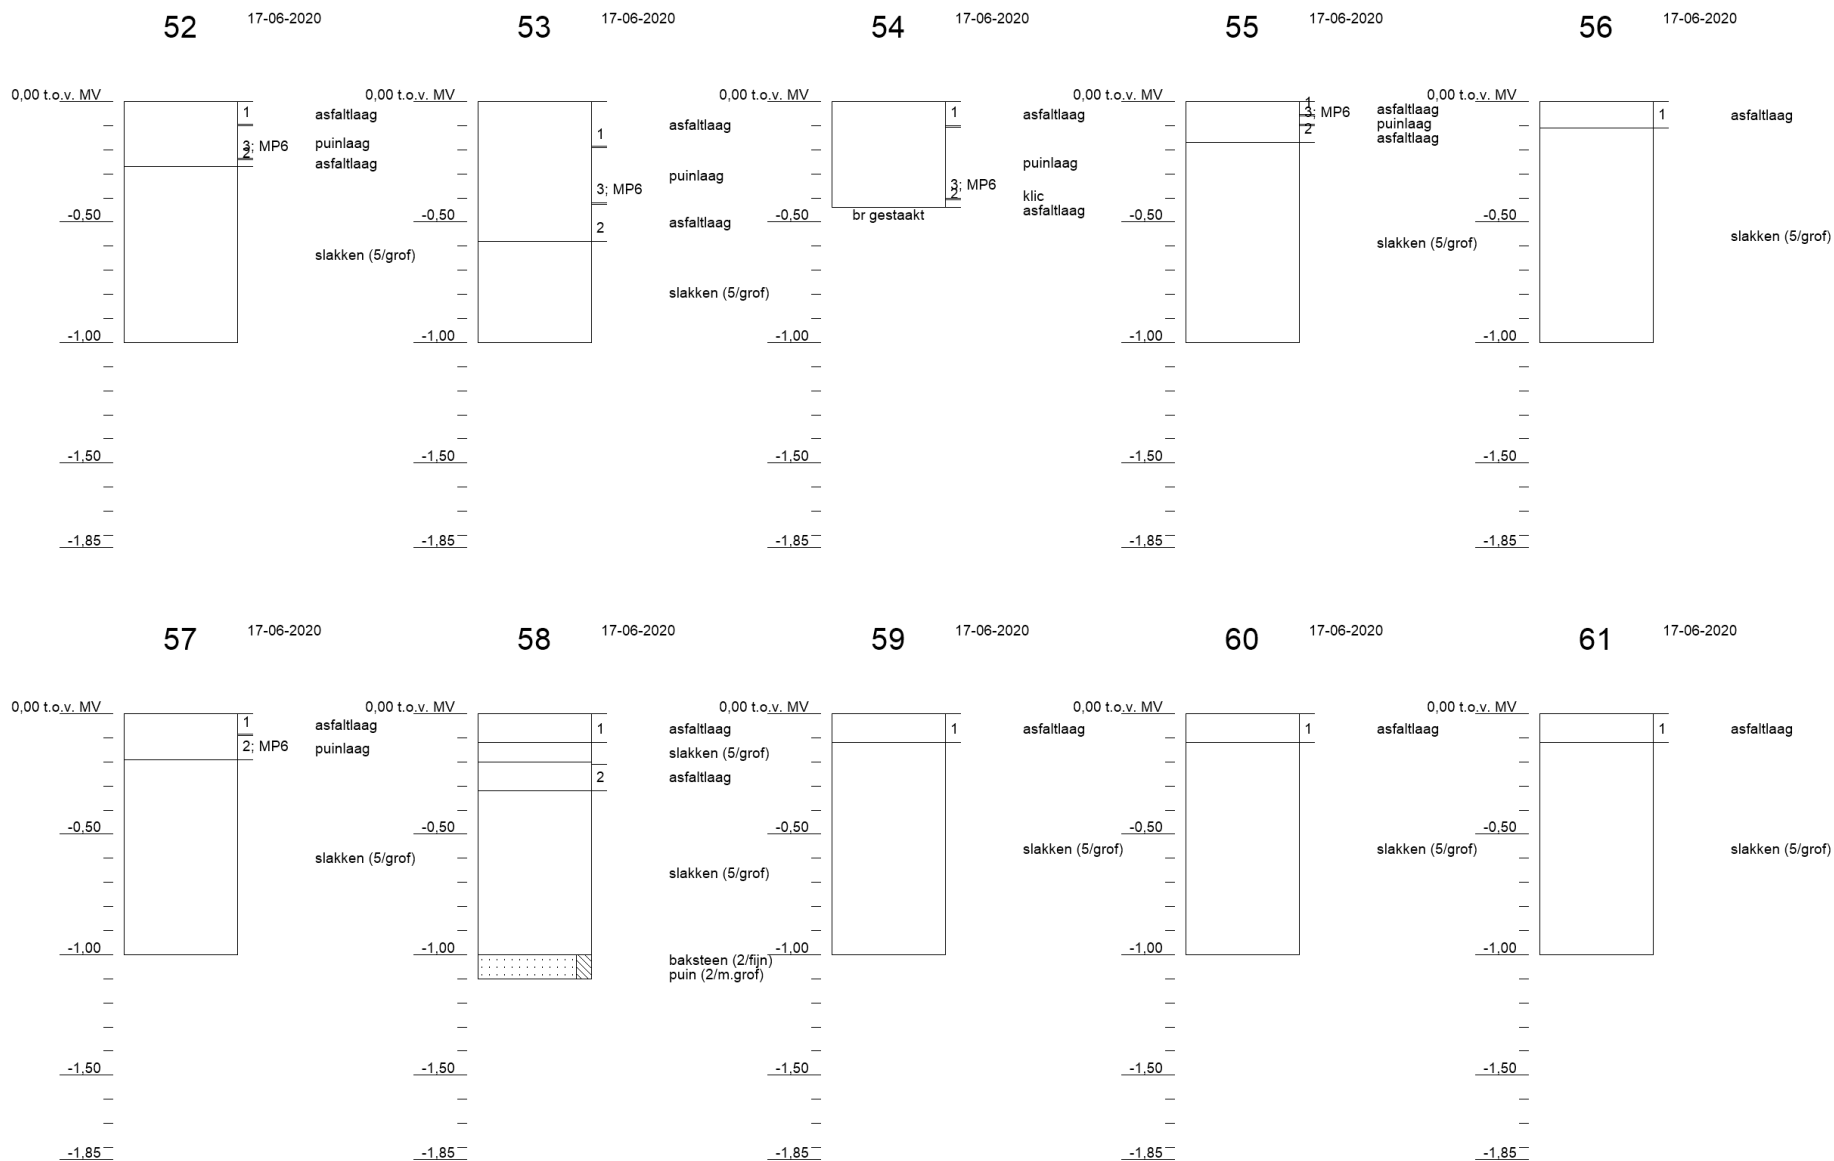 52 17-06-2020
0,00 t.o.v. MV
1
asfaltlaag
3; MP6
puinlaag
2
asfaltlaag
-0,50
slakken (5/grof)
-1,00
-1,50
-1,85
53 17-06-2020
0,00 t.o.v. MV
asfaltlaag
1
puinlaag
3; MP6
-0,50
asfaltlaag
2
slakken (5/grof)
-1,00
-1,50
-1,85
54 17-06-2020
0,00 t.o.v. MV
1
asfaltlaag
puinlaag
3; MP6
2
klic
asfaltlaag
-0,50
br gestaakt
-1,00
-1,50
-1,85
55 17-06-2020
0,00 t.o.v. MV
1
asfaltlaag
3; MP6
puinlaag
2
asfaltlaag
-0,50
slakken (5/grof)
-1,00
-1,50
-1,85
56 17-06-2020
0,00 t.o.v. MV
1
asfaltlaag
-0,50
slakken (5/grof)
-1,00
-1,50
-1,85
57 17-06-2020
0,00 t.o.v. MV
1
asfaltlaag
2; MP6
puinlaag
-0,50
slakken (5/grof)
-1,00
-1,50
-1,85
58 17-06-2020
0,00 t.o.v. MV
1
asfaltlaag
slakken (5/grof)
2
asfaltlaag
-0,50
slakken (5/grof)
-1,00
baksteen (2/fijn)
puin (2/m.grof)
-1,50
-1,85
59 17-06-2020
0,00 t.o.v. MV
1
asfaltlaag
-0,50
slakken (5/grof)
-1,00
-1,50
-1,85
60 17-06-2020
0,00 t.o.v. MV
1
asfaltlaag
-0,50
slakken (5/grof)
-1,00
-1,50
-1,85
61 17-06-2020
0,00 t.o.v. MV
1
asfaltlaag
-0,50
slakken (5/grof)
-1,00
-1,50
-1,85